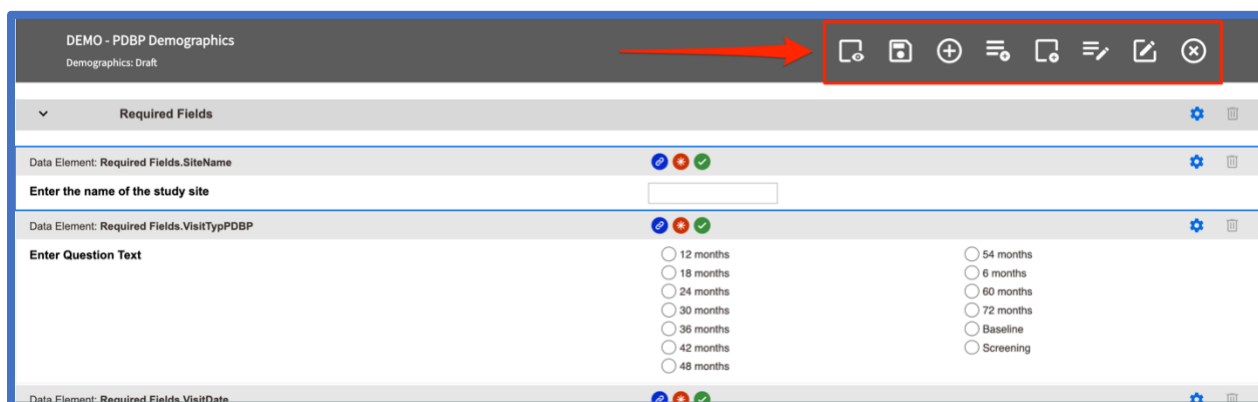 DEMO - PDBP Demographics
Demographics: Draft
Required Fields
Data Element: Required Fields.SiteName
Enter the name of the study site
Data Element: Required Fields.VisitTypPDBP
Enter Question Text
12 months
18 months
24 months
30 months
36 months
42 months
48 months
54 months
6 months
60 months
72 months
Baseline
Screening
Data Element: Required Fields.VisitDate